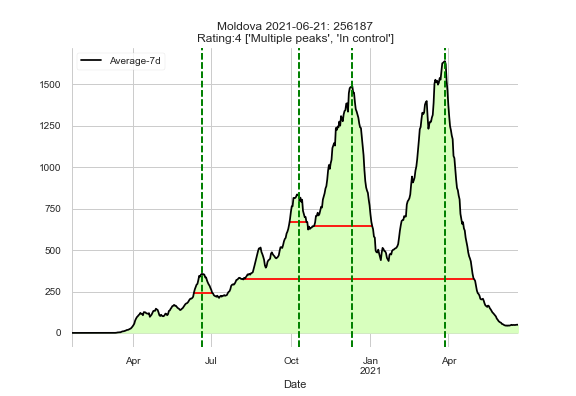 Moldova 2021-06-21: 256187
Rating:4 ['Multiple peaks', 'In control']
Average-7d
1500
1250
1000
750
500
250
0
Apr
Jul
Oct
Jan
2021
Apr
Date